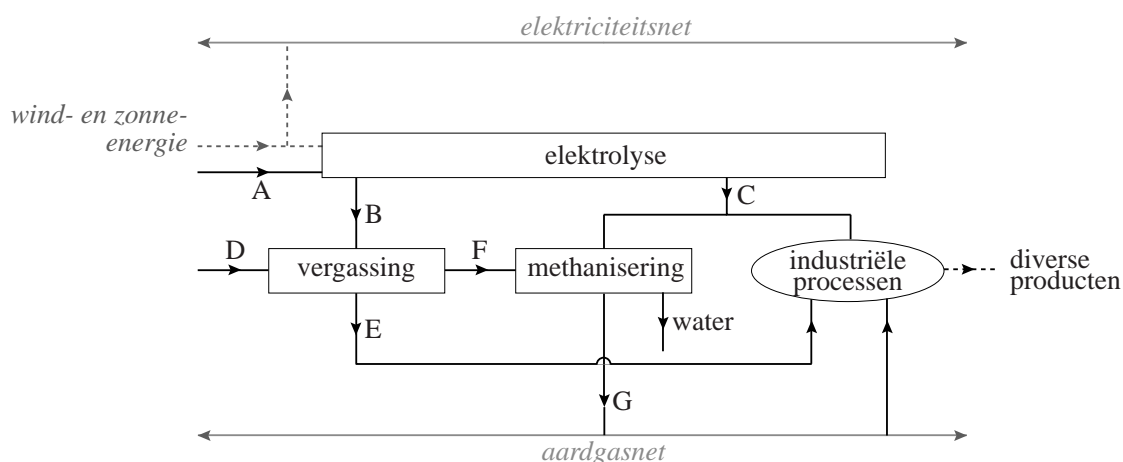 elektriciteitsnet
wind- en zonne-
energie
elektrolyse
A
B
C
D
vergassing
F
methanisering
industriële
processen
diverse
producten
E
water
G
aardgasnet